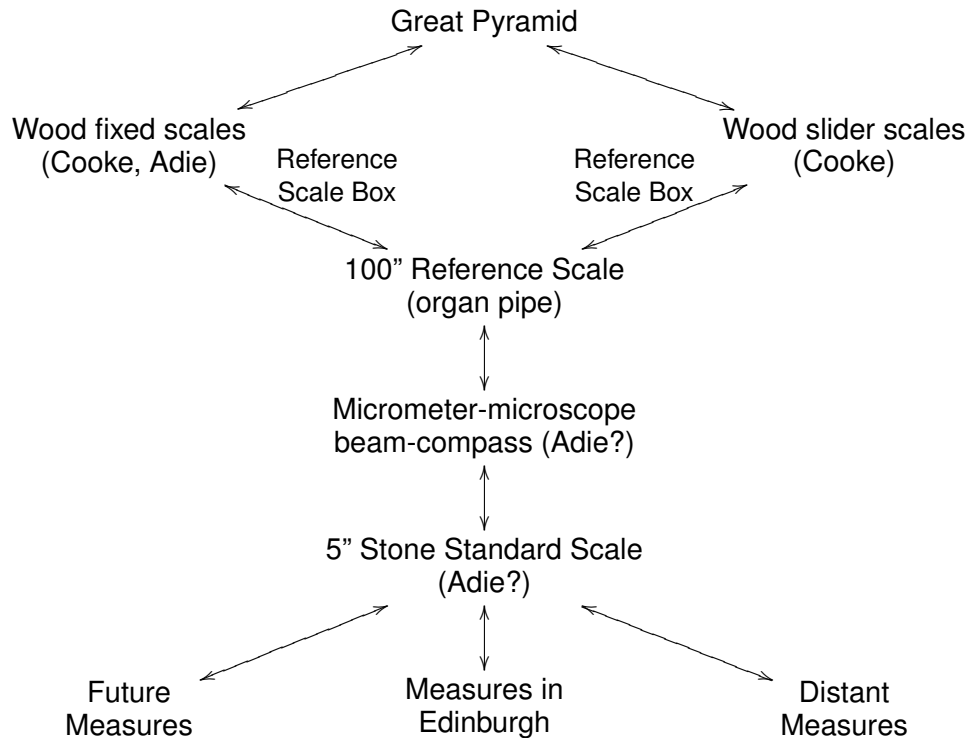 Great Pyramid
Wood fixed scales
(Cooke, Adie)
Wood slider scales
(Cooke)
Reference
Scale Box
Reference
Scale Box
100” Reference Scale
(organ pipe)
Micrometer-microscope
beam-compass (Adie?)
5” Stone Standard Scale
(Adie?)
Future
Measures
Measures in
Edinburgh
Distant
Measures